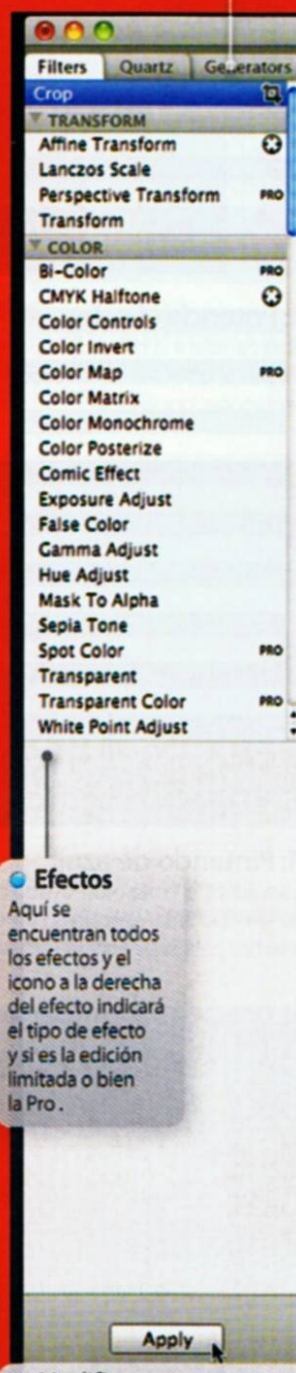 Filters Quartz Generators
Crop
TRANSFORM
Affine Transform
Lanczos Scale
Perspective Transform PRO
Transform
COLOR
Bi-Color PRO
CMYK Halftone
Color Controls
Color Invert
Color Map PRO
Color Matrix
Color Monochrome
Color Posterize
Comic Effect
Exposure Adjust
False Color
Gamma Adjust
Hue Adjust
Mask To Alpha
Sepia Tone
Spot Color PRO
Transparent
Transparent Color PRO
White Point Adjust
Efectos
Aquí se
encuentran todos
los efectos y el
icono a la derecha
del efecto indicará
el tipo de efecto
y si es la edición
limitada o bien
la Pro.
Apply